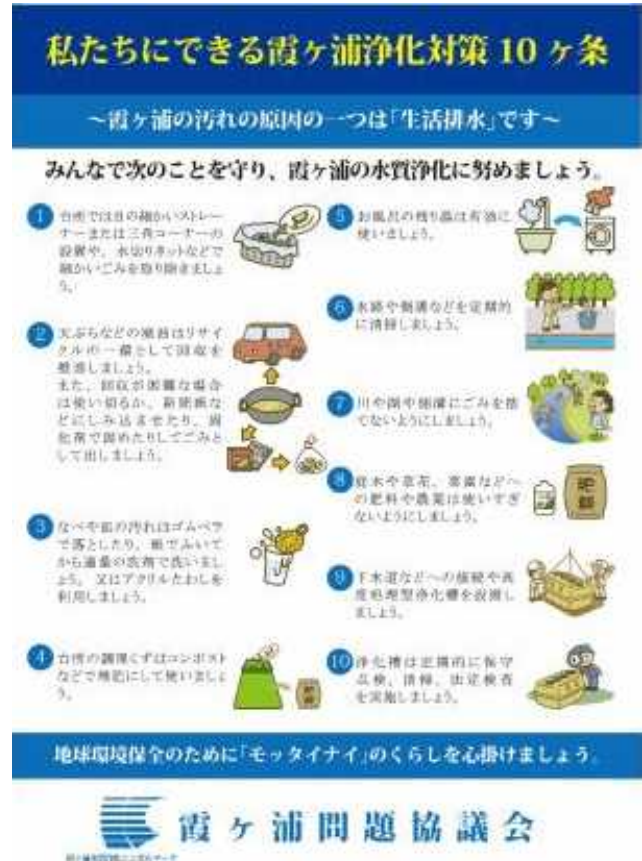 私たちにできる霞ヶ浦浄化対策10ヶ条
～霞ヶ浦の汚れの原因の一つは「生活排水」です～
みんなで次のことを守り、霞ヶ浦の水質浄化に努めましょう。
1 台所では目の細かいストレー
ナーまたは三角コーナーの
設置や、水切りネットなどで
細かいごみを取り除きましょ
う。
2 天ぷらなどの廃油はリサイ
クルの一環として回収を
推進しましょう。
また、回収が困難な場合
は使い切るか、新聞紙な
どにしみ込ませたり、固
化剤で固めたりしてごみと
して出しましょう。
3 なべや皿の汚れはゴムベラ
で落としたり、紙でふいて
から適量の洗剤で洗いまし
ょう。又はアクリルたわしを
利用しましょう。
4 台所の調理くずはコンポスト
などで堆肥にして使いましょ
う。
5 お風呂の残り湯は有効に
使いましょう。
6 水路や側溝などを定期的
に清掃しましょう。
7 川や湖や側溝にごみを捨
てないようにしましょう。
8 庭木や草花、菜園などへ
の肥料や農薬は使いすぎ
ないようにしましょう。
肥料
9 下水道などへの接続や高
度処理型浄化槽を設置し
ましょう。
10 浄化槽は定期的に保守
点検、清掃、法定検査
を実施しましょう。
地球環境保全のために「モッタイナイ」のくらしを心掛けましょう。
霞ヶ浦問題協議会